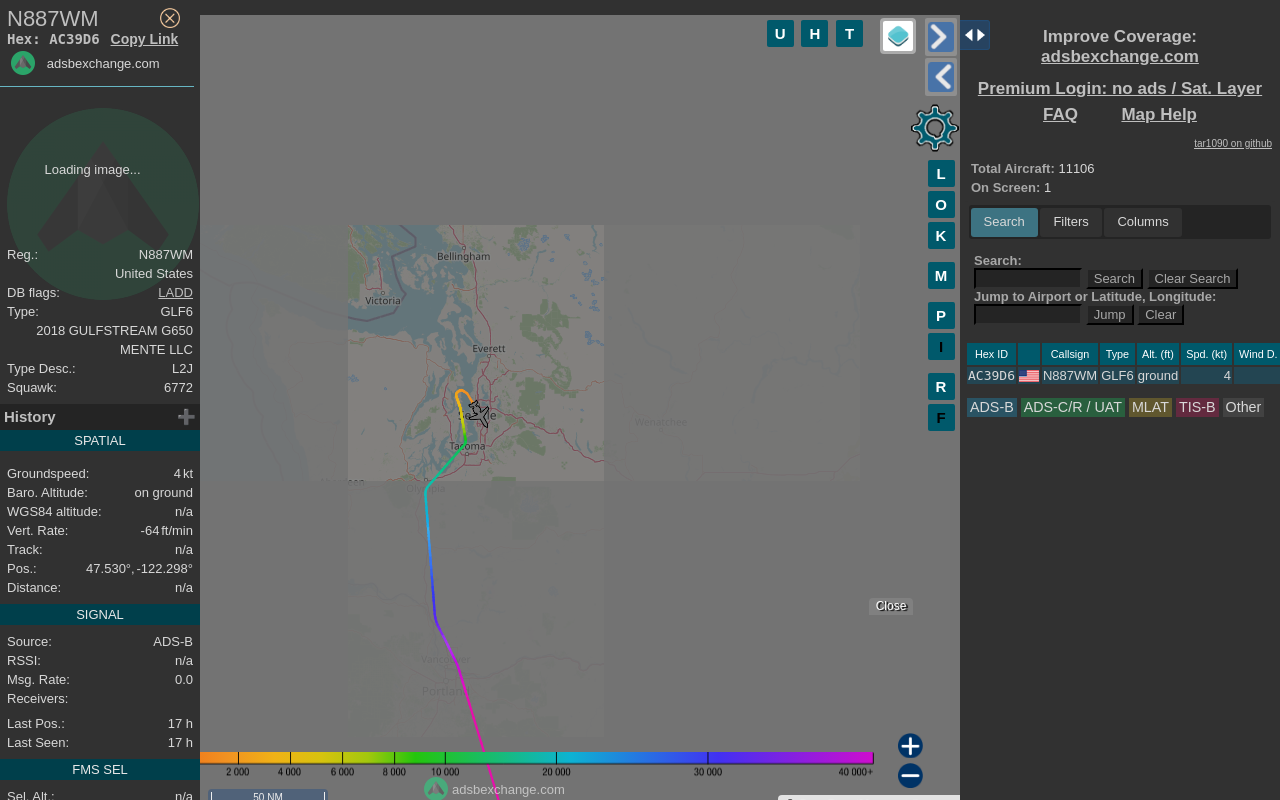 N887WM
Hex: AC39D6 Copy Link
adsbexchange.com
Loading image...
Reg.: N887WM
United States
DB flags: LADD
Type: GLF6
2018 GULFSTREAM G650
MENTE LLC
Type Desc.: L2J
Squawk: 6772
History
SPATIAL
Groundspeed: 4 kt
Baro. Altitude: on ground
WGS84 altitude: n/a
Vert. Rate: -64 ft/min
Track: n/a
Pos.: 47.530°, -122.298°
Distance: n/a
SIGNAL
Source: ADS-B
RSSI: n/a
Msg. Rate: 0.0
Receivers:
Last Pos.: 17 h
Last Seen: 17 h
FMS SEL
Sel. Alt.: n/a
U H T
L
O
K
M
P
I
R
F
Bellingham
Victoria
Everett
Wenatchee
Tacoma
Olympia
Vancouver
Portland
Close
2 000 4 000 6 000 8 000 10 000 20 000 30 000 40 000+
adsbexchange.com
50 NM
Improve Coverage:
adsbexchange.com
Premium Login: no ads / Sat. Layer
FAQ Map Help
tar1090 on github
Total Aircraft: 11106
On Screen: 1
Search Filters Columns
Search:
Search Clear Search
Jump to Airport or Latitude, Longitude:
Jump Clear
Hex ID Callsign Type Alt. (ft) Spd. (kt) Wind D.
AC39D6 N887WM GLF6 ground 4
ADS-B ADS-C/R / UAT MLAT TIS-B Other